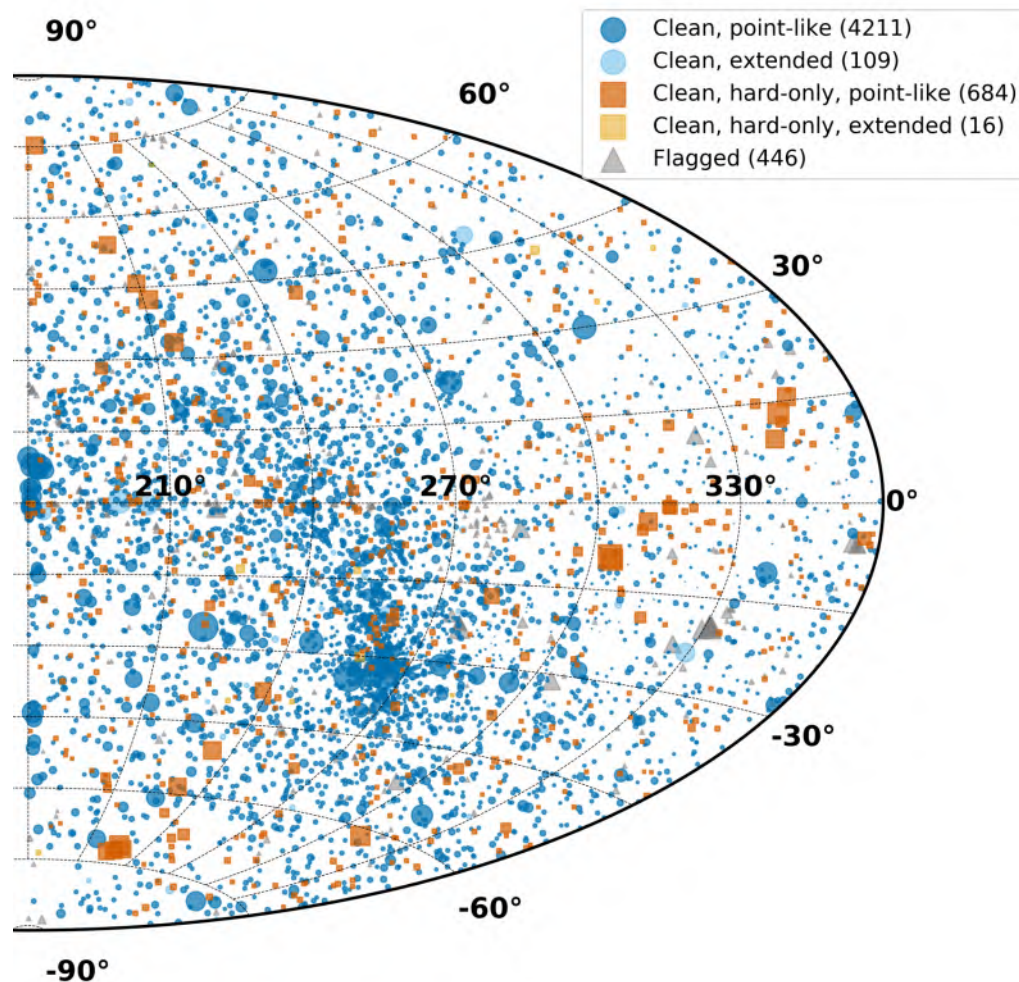 90°
Clean, point-like (4211)
Clean, extended (109)
Clean, hard-only, point-like (684)
Clean, hard-only, extended (16)
Flagged (446)
60°
30°
210°
270°
330°
0°
-30°
-60°
-90°